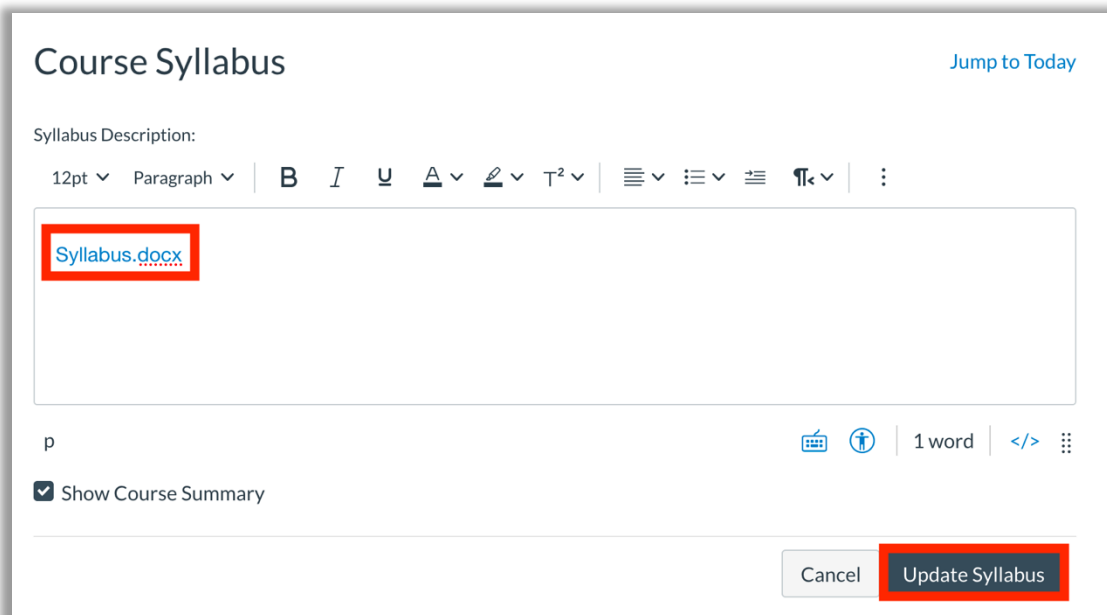 Course Syllabus
Jump to Today
Syllabus Description:
12pt Paragraph B I U A T²
Syllabus.docx
p 1 word </>
Show Course Summary
Cancel Update Syllabus